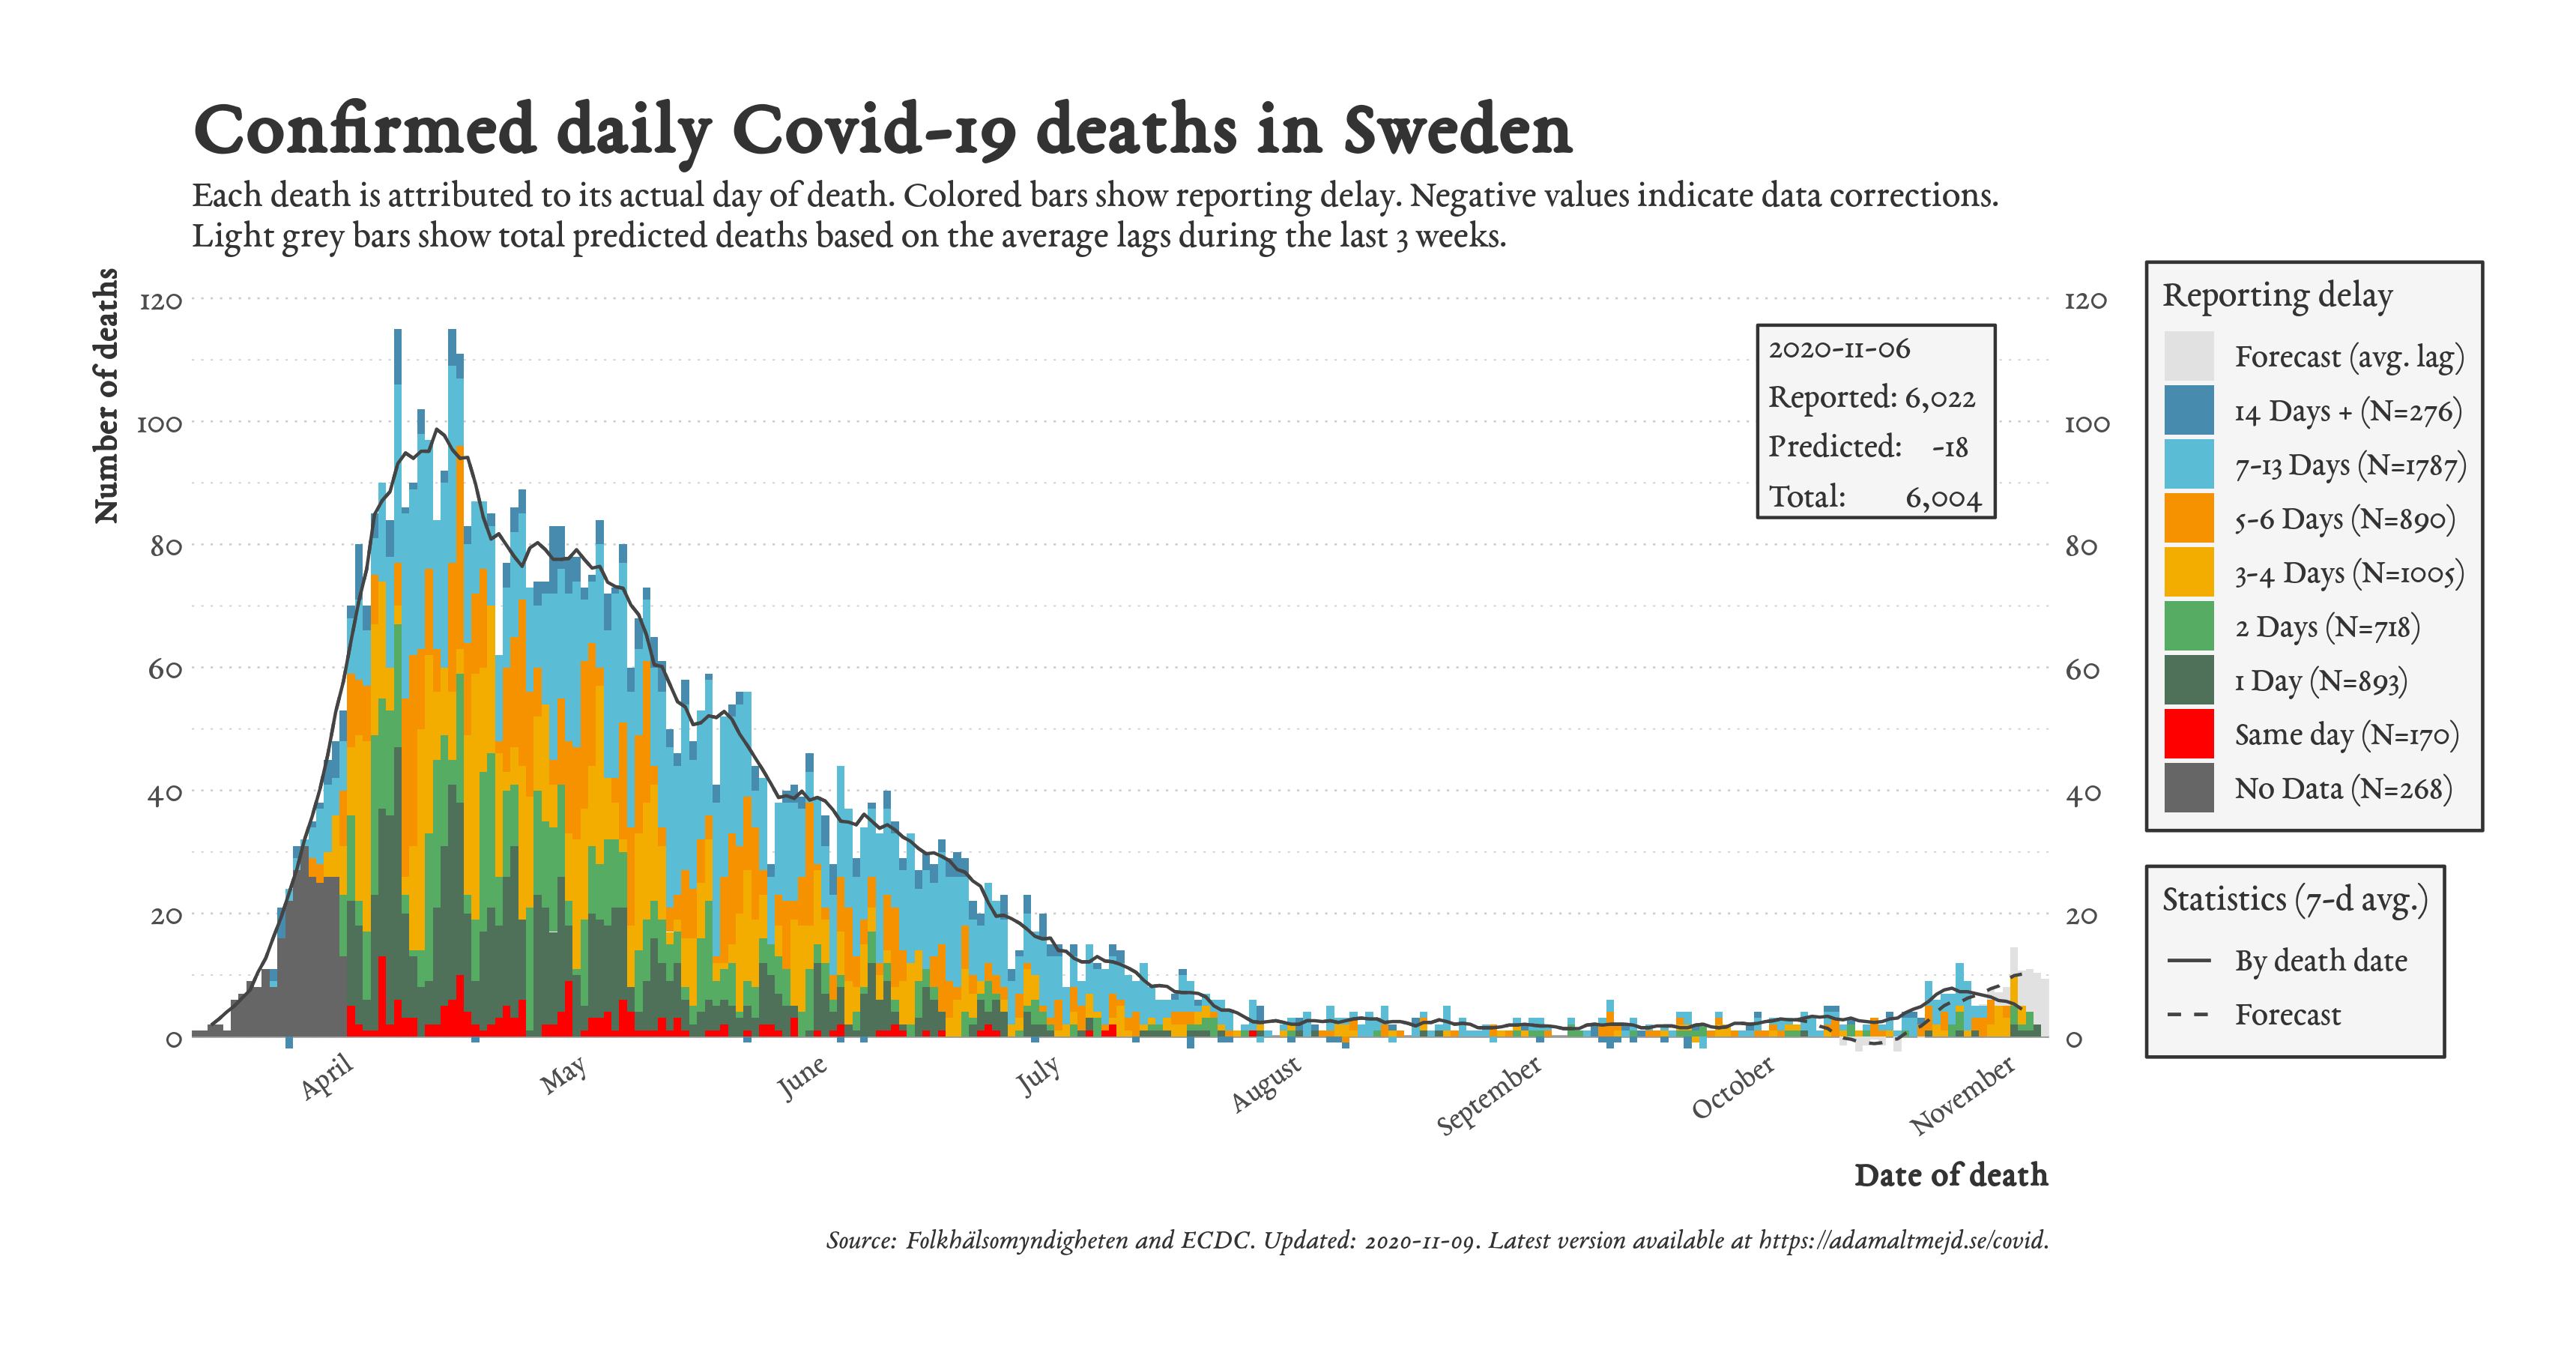 Confirmed daily Covid-19 deaths in Sweden
Each death is attributed to its actual day of death. Colored bars show reporting delay. Negative values indicate data corrections.
Light grey bars show total predicted deaths based on the average lags during the last 3 weeks.
Number of deaths
120
100
80
60
40
20
0
120
100
80
60
40
20
0
2020-11-06
Reported: 6,022
Predicted: -18
Total: 6,004
Reporting delay
Forecast (avg. lag)
14 Days + (N=276)
7-13 Days (N=1787)
5-6 Days (N=890)
3-4 Days (N=1005)
2 Days (N=718)
1 Day (N=893)
Same day (N=170)
No Data (N=268)
Statistics (7-d avg.)
By death date
Forecast
April
May
June
July
August
September
October
November
Date of death
Source: Folkhälsomyndigheten and ECDC. Updated: 2020-11-09. Latest version available at https://adamaltmejd.se/covid.